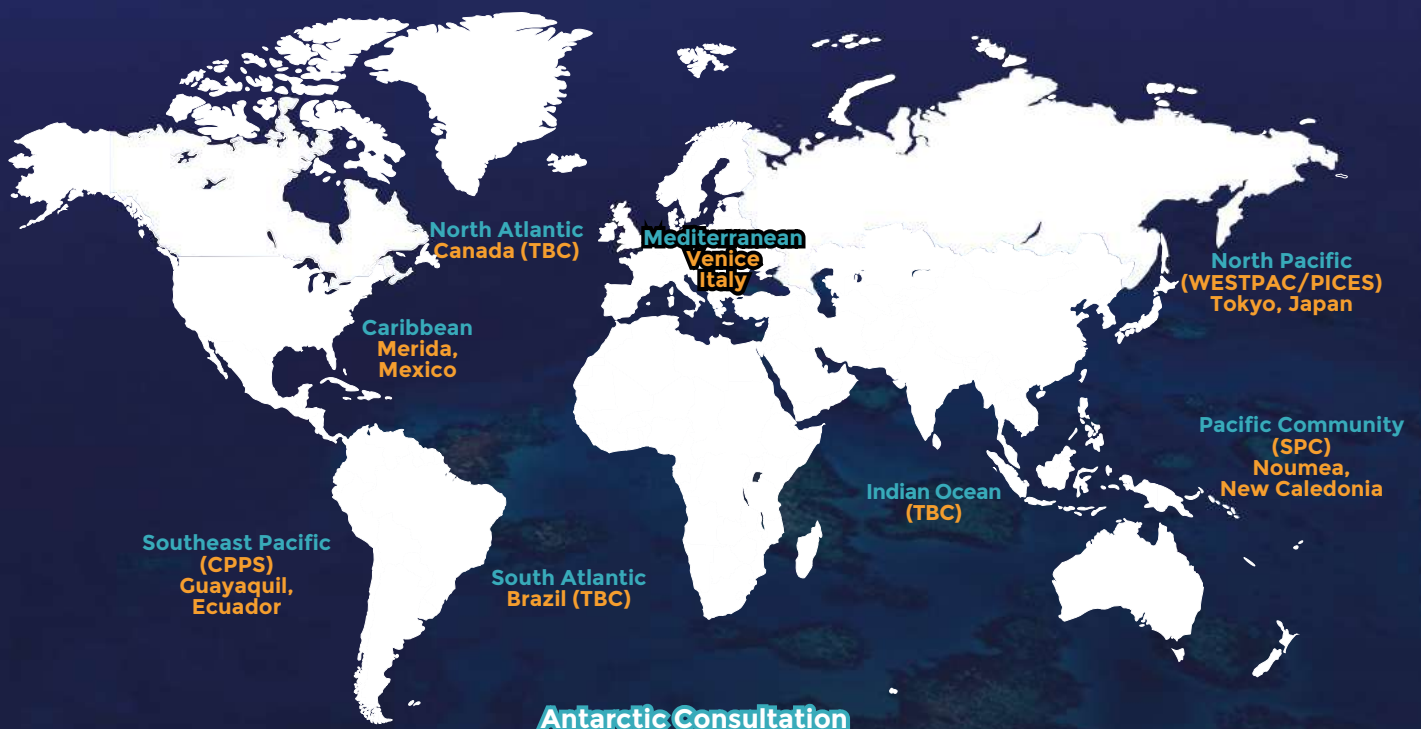 North Atlantic
Canada (TBC)
Mediterranean
Venice
Italy
North Pacific
(WESTPAC/PICES)
Tokyo, Japan
Caribbean
Merida,
Mexico
Pacific Community
(SPC)
Noumea,
New Caledonia
Indian Ocean
(TBC)
Southeast Pacific
(CPPS)
Guayaquil,
Ecuador
South Atlantic
Brazil (TBC)
Antarctic Consultation